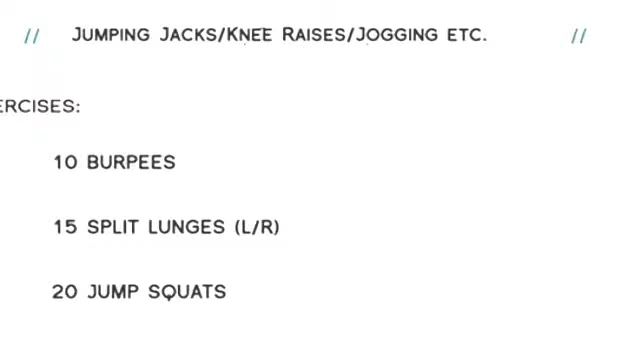 // JUMPING JACKS/KNEE RAISES/JOGGING ETC. //
ERCISES:
10 BURPEES
15 SPLIT LUNGES (L/R)
20 JUMP SQUATS